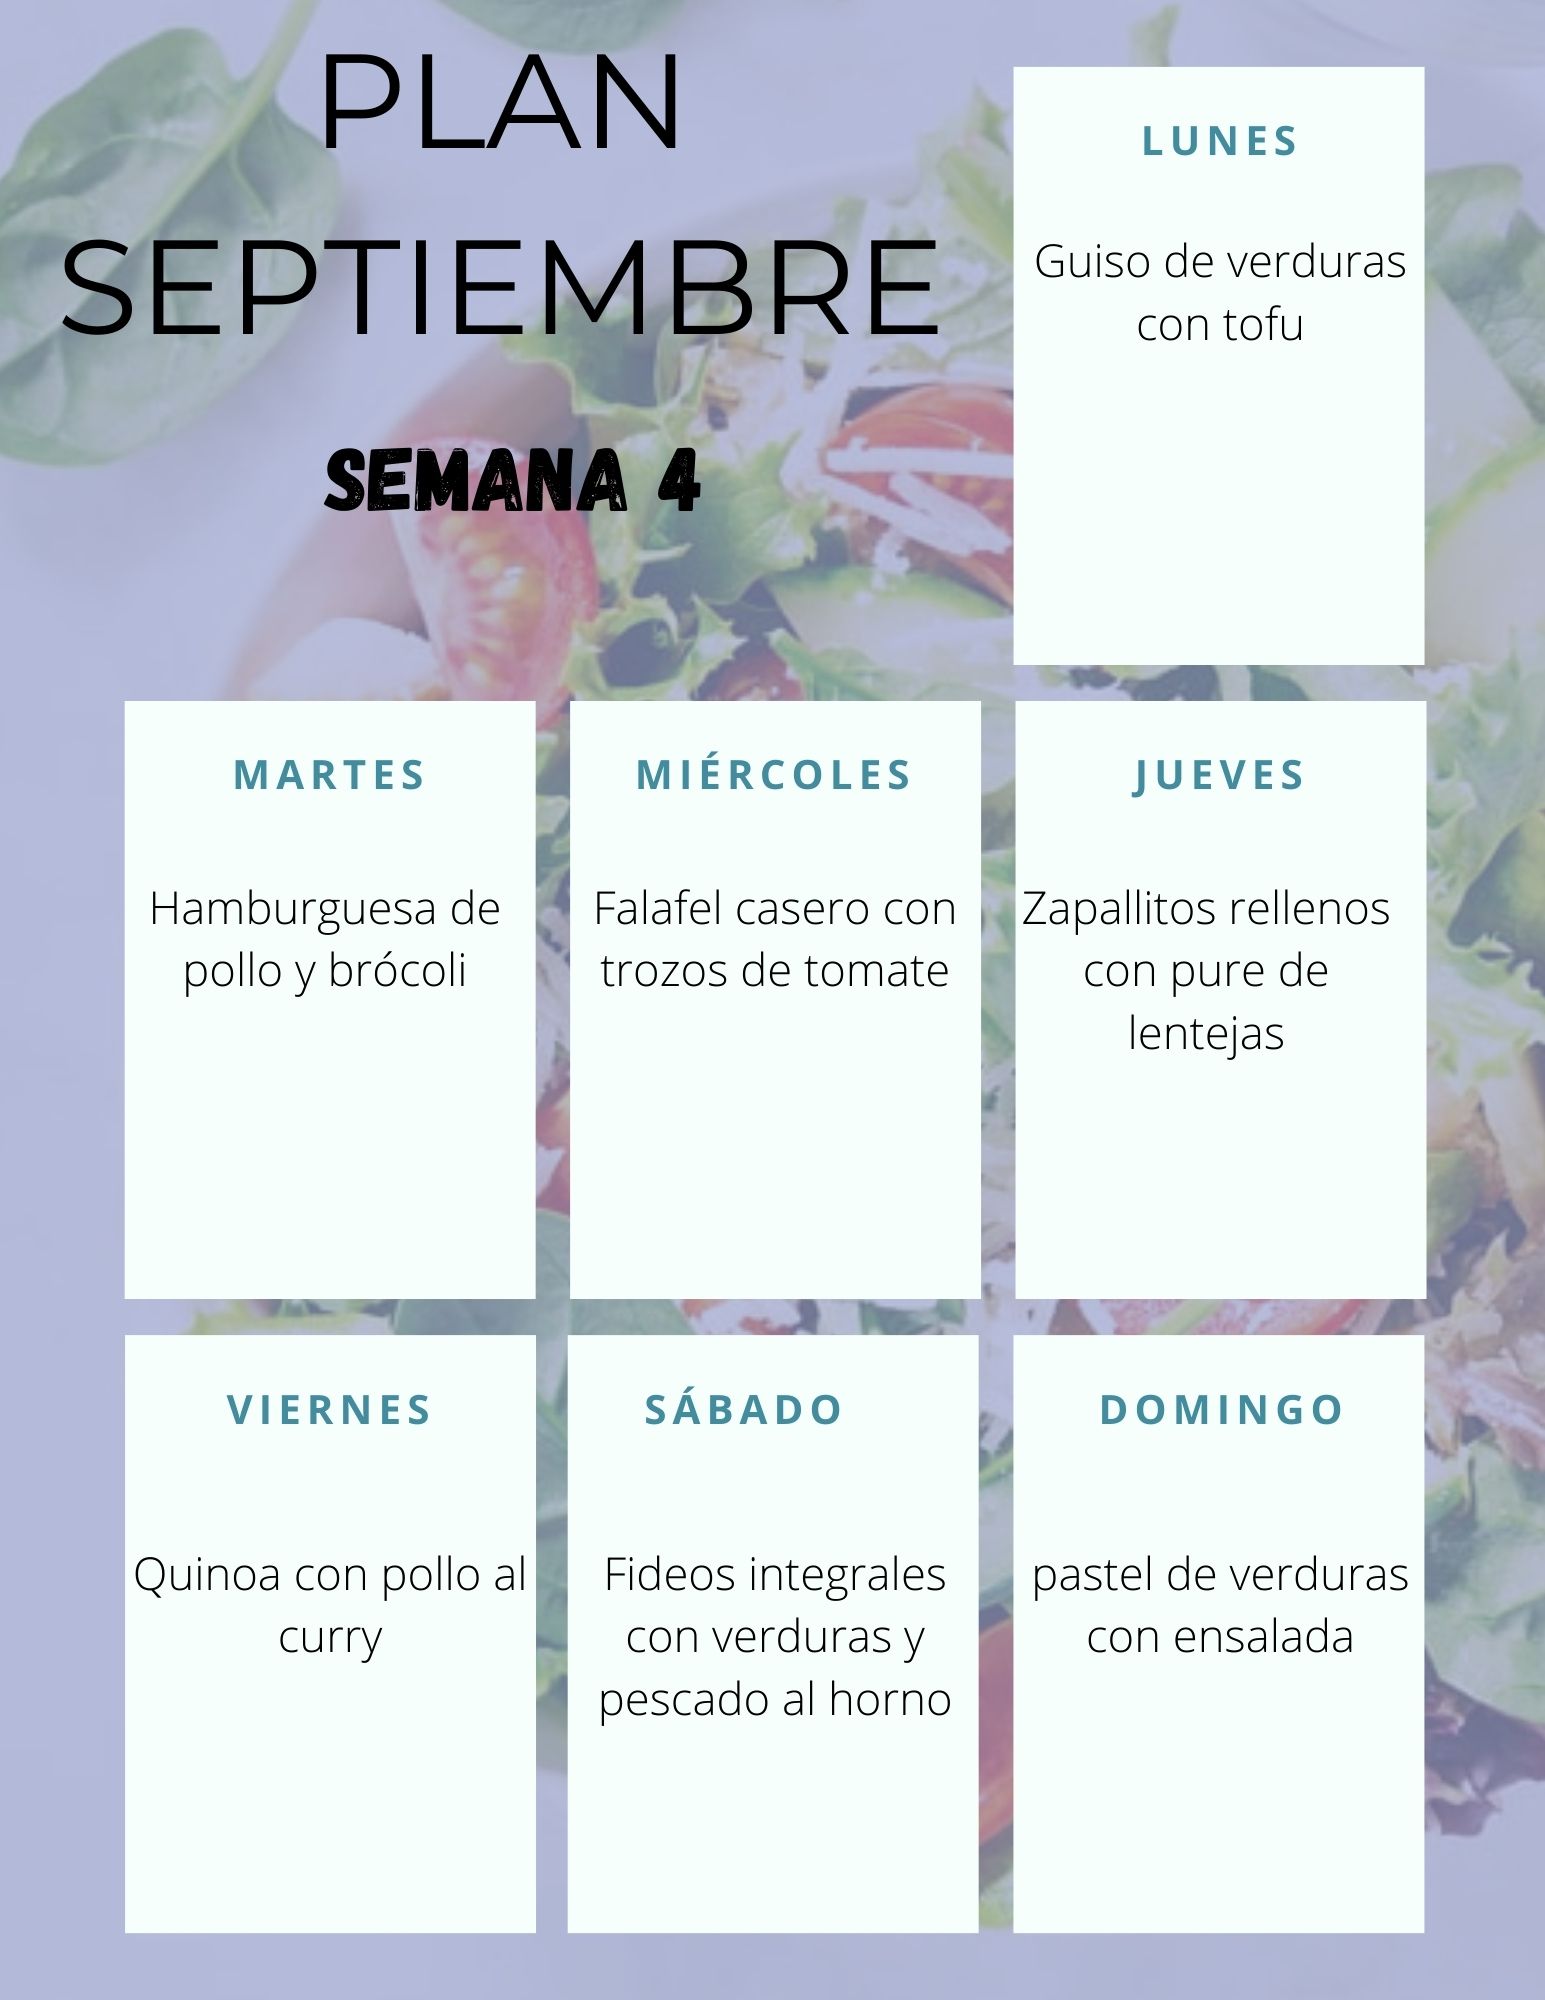 PLAN
SEPTIEMBRE
SEMANA 4
LUNES
Guiso de verduras
con tofu
MARTES
Hamburguesa de
pollo y brócoli
MIÉRCOLES
Falafel casero con
trozos de tomate
JUEVES
Zapallitos rellenos
con pure de
lentejas
VIERNES
Quinoa con pollo al
curry
SÁBADO
Fideos integrales
con verduras y
pescado al horno
DOMINGO
pastel de verduras
con ensalada